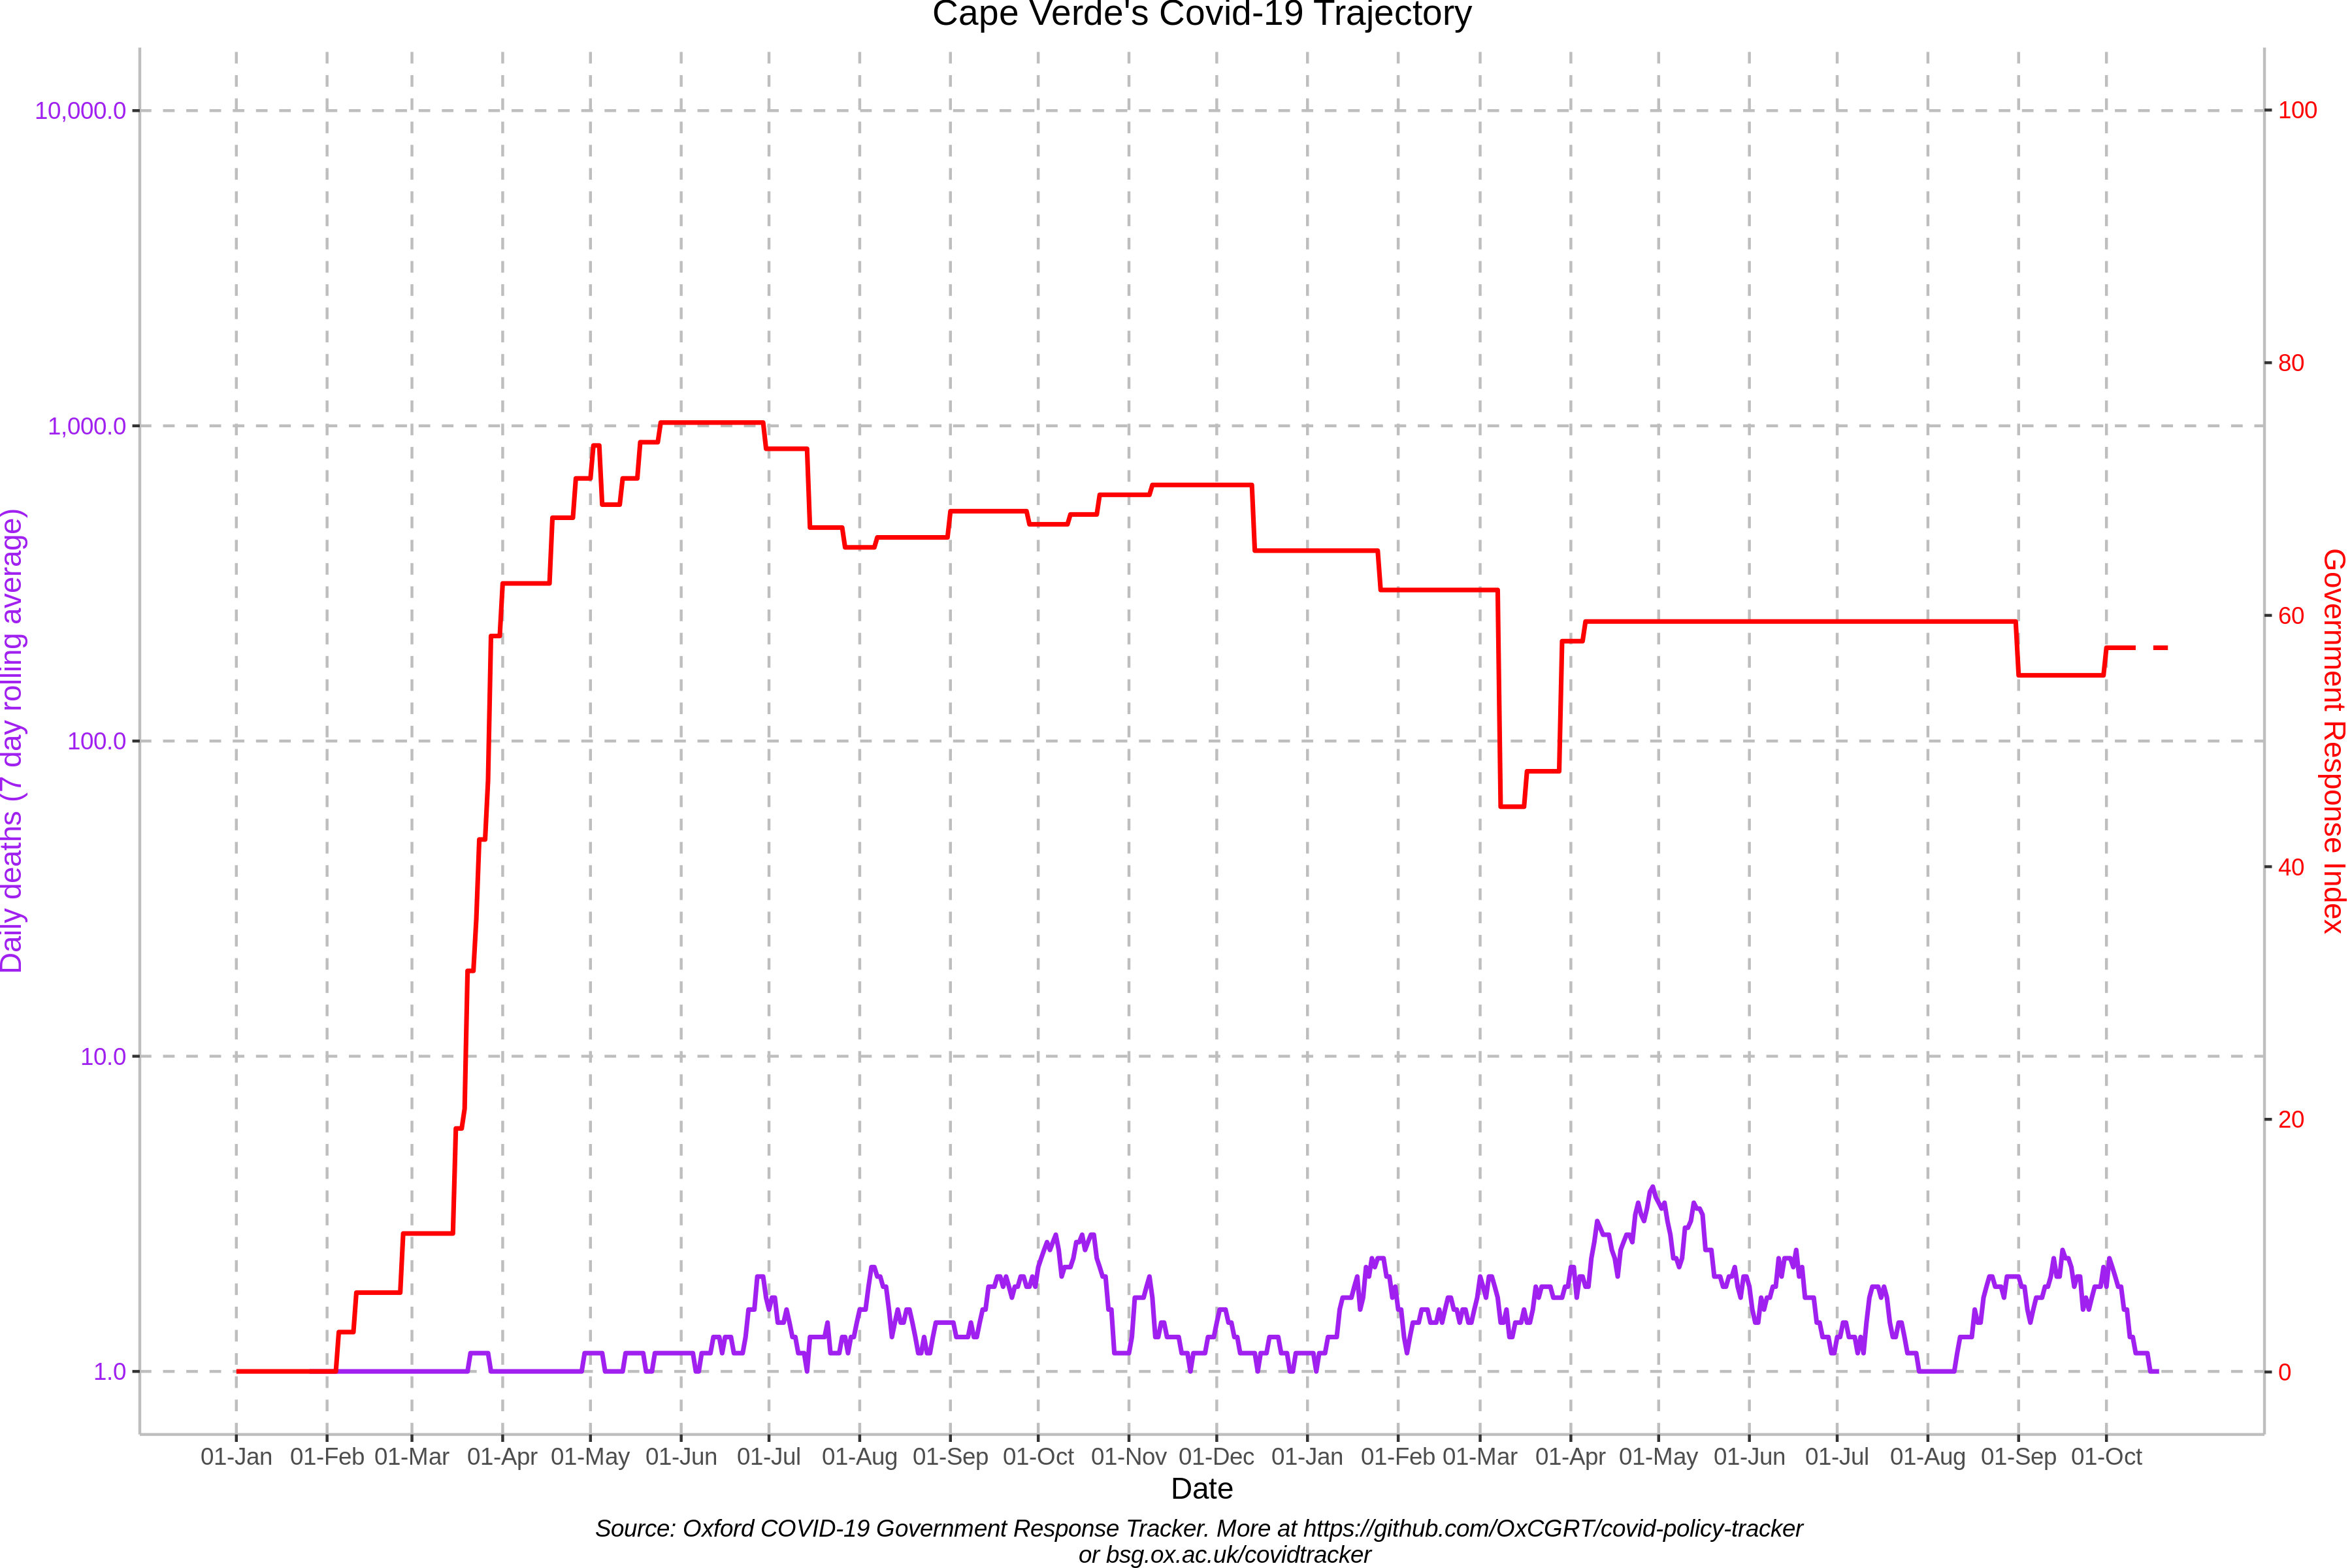 Cape Verde's Covid-19 Trajectory
10,000.0
1,000.0
100.0
10.0
1.0
Daily deaths (7 day rolling average)
100
80
60
40
20
0
Government Response Index
01-Jan 01-Feb 01-Mar 01-Apr 01-May 01-Jun 01-Jul 01-Aug 01-Sep 01-Oct 01-Nov 01-Dec 01-Jan 01-Feb 01-Mar 01-Apr 01-May 01-Jun 01-Jul 01-Aug 01-Sep 01-Oct
Date
Source: Oxford COVID-19 Government Response Tracker. More at https://github.com/OxCGRT/covid-policy-tracker
or bsg.ox.ac.uk/covidtracker